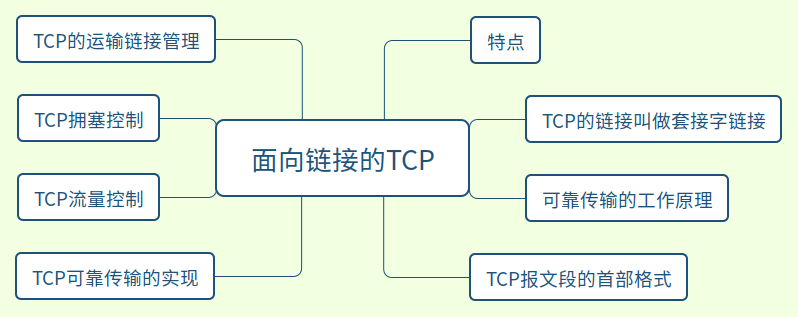 TCP的运输链接管理
特点
TCP拥塞控制
TCP的链接叫做套接字链接
面向链接的TCP
TCP流量控制
可靠传输的工作原理
TCP可靠传输的实现
TCP报文段的首部格式